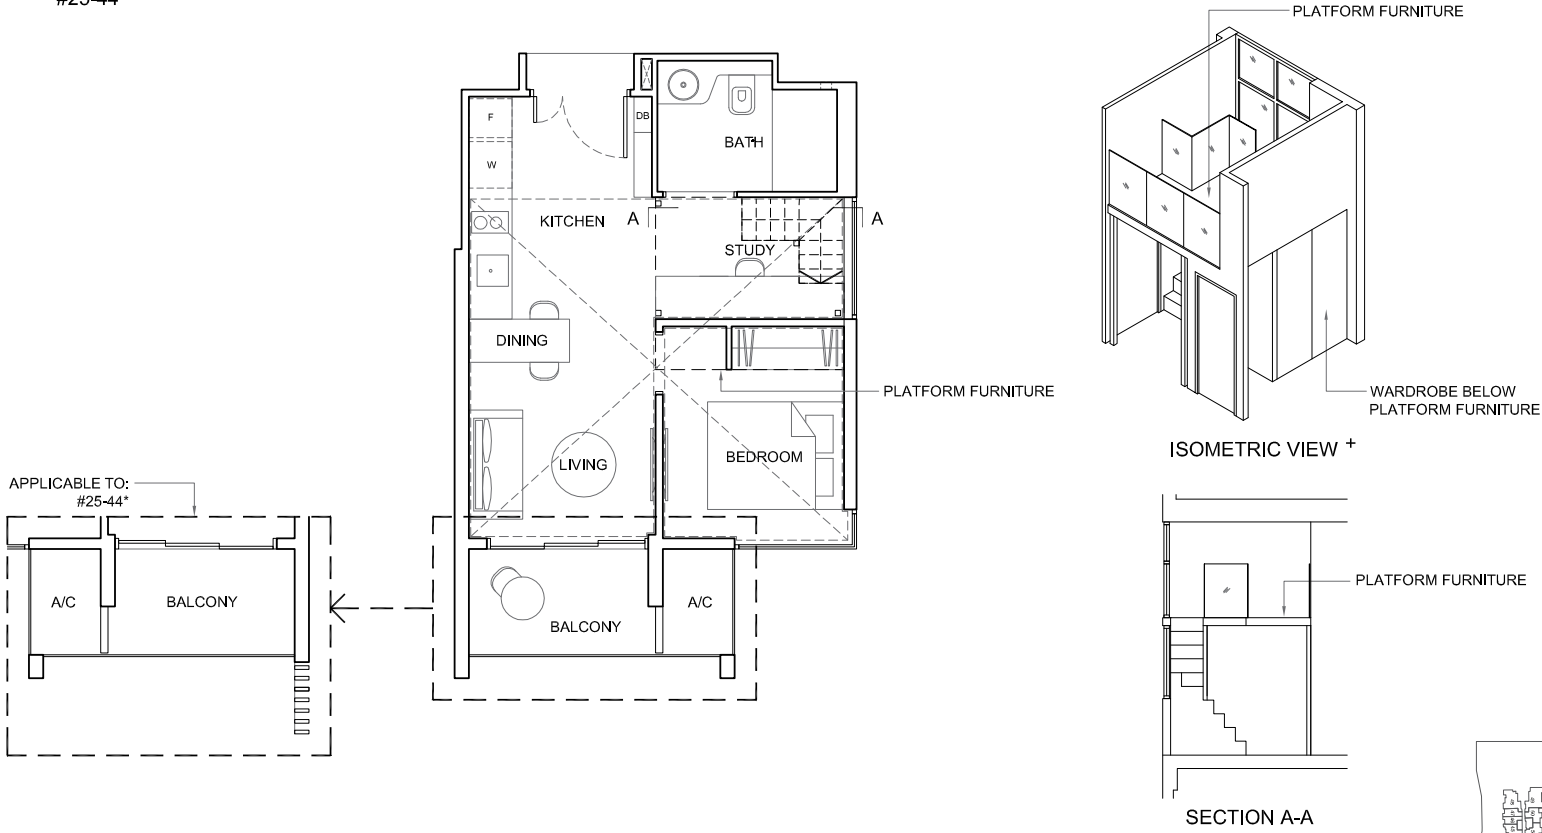 #25-44
F
W
DB
BATH
KITCHEN
A
A
STUDY
DINING
PLATFORM FURNITURE
LIVING
BEDROOM
BALCONY
A/C
APPLICABLE TO:
#25-44*
A/C
BALCONY
PLATFORM FURNITURE
WARDROBE BELOW
PLATFORM FURNITURE
ISOMETRIC VIEW +
PLATFORM FURNITURE
SECTION A-A